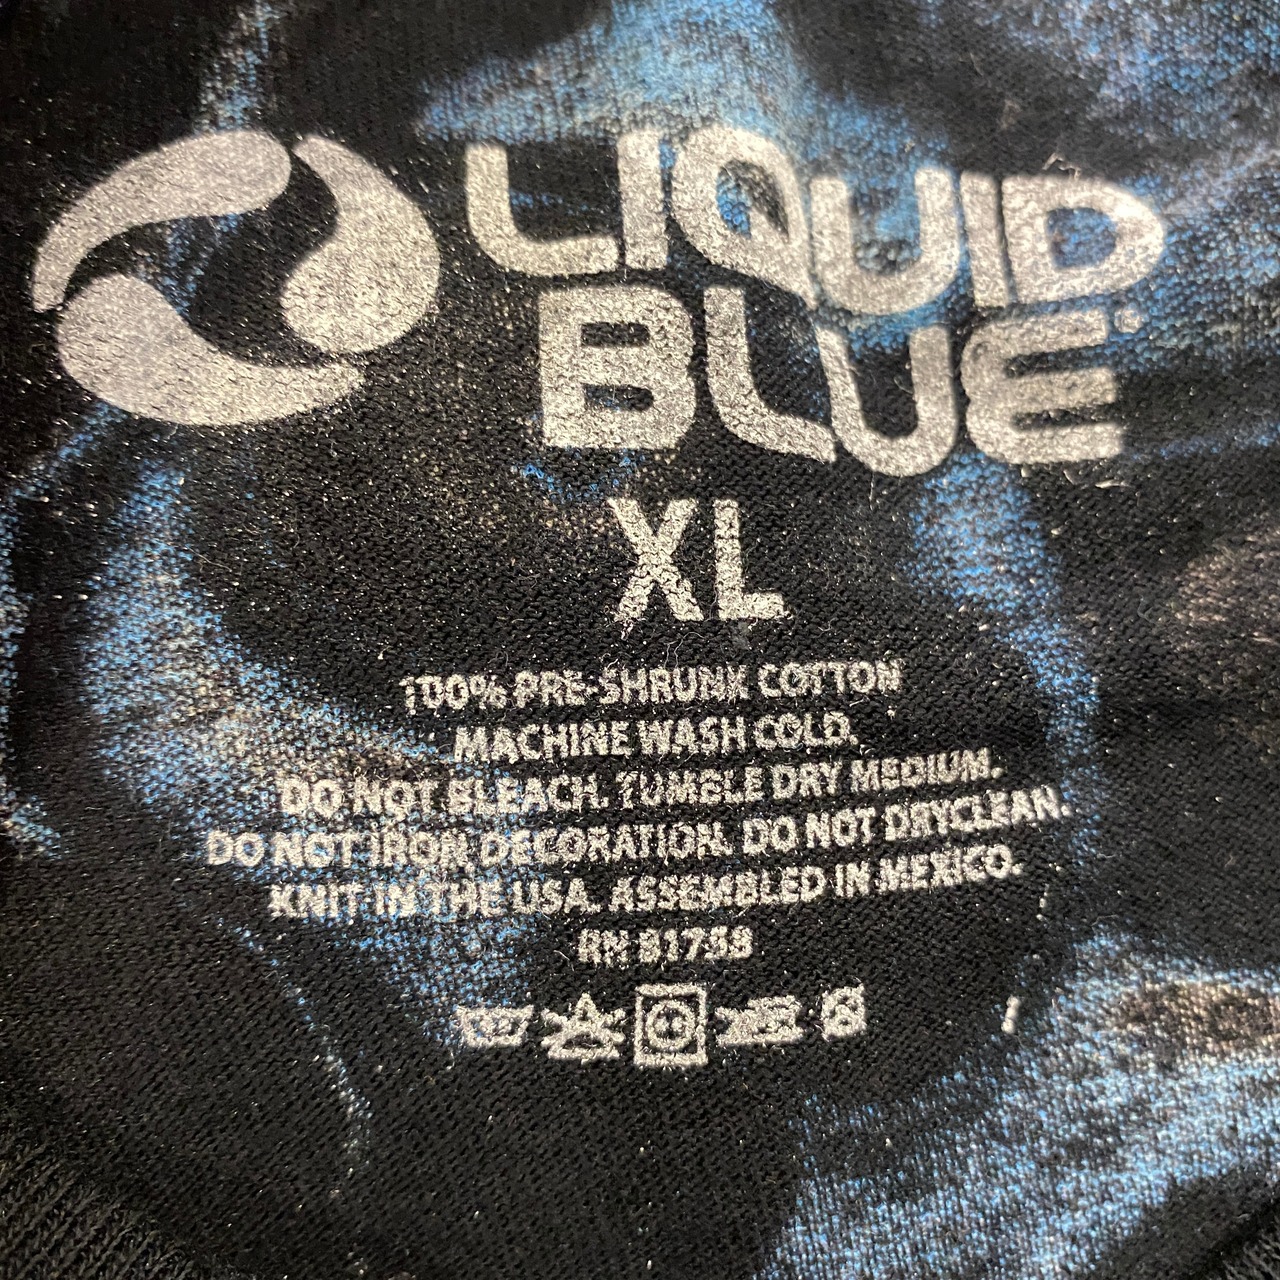 LIQUID
BLUE
XL
100% PRE-SHRUNK COTTON
MACHINE WASH COLD.
DO NOT BLEACH. TUMBLE DRY MEDIUM.
DO NOT IRON DECORATION. DO NOT DRYCLEAN.
KNIT IN THE USA. ASSEMBLED IN MEXICO.
RN 81758